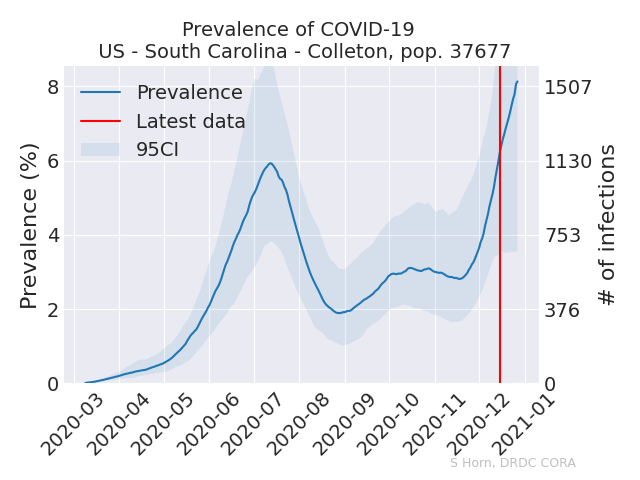 Prevalence of COVID-19
US - South Carolina - Colleton, pop. 37677
Prevalence
Latest data
95CI
Prevalence (%)
8
6
4
2
0
1507
1130
753
376
0
# of infections
2020-03
2020-04
2020-05
2020-06
2020-07
2020-08
2020-09
2020-10
2020-11
2020-12
2021-01
S Horn, DRDC CORA